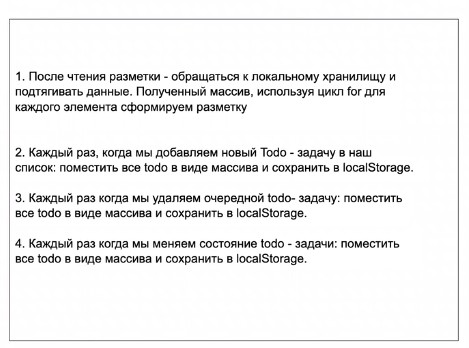 1. После чтения разметки - обращаться к локальному хранилищу и
подтягивать данные. Полученный массив, используя цикл for для
каждого элемента сформируем разметку
2. Каждый раз, когда мы добавляем новый Todo - задачу в наш
список: поместить все todo в виде массива и сохранить в localStorage.
3. Каждый раз когда мы удаляем очередной todo- задачу: поместить
все todo в виде массива и сохранить в localStorage.
4. Каждый раз когда мы меняем состояние todo - задачи: поместить
все todo в виде массива и сохранить в localStorage.